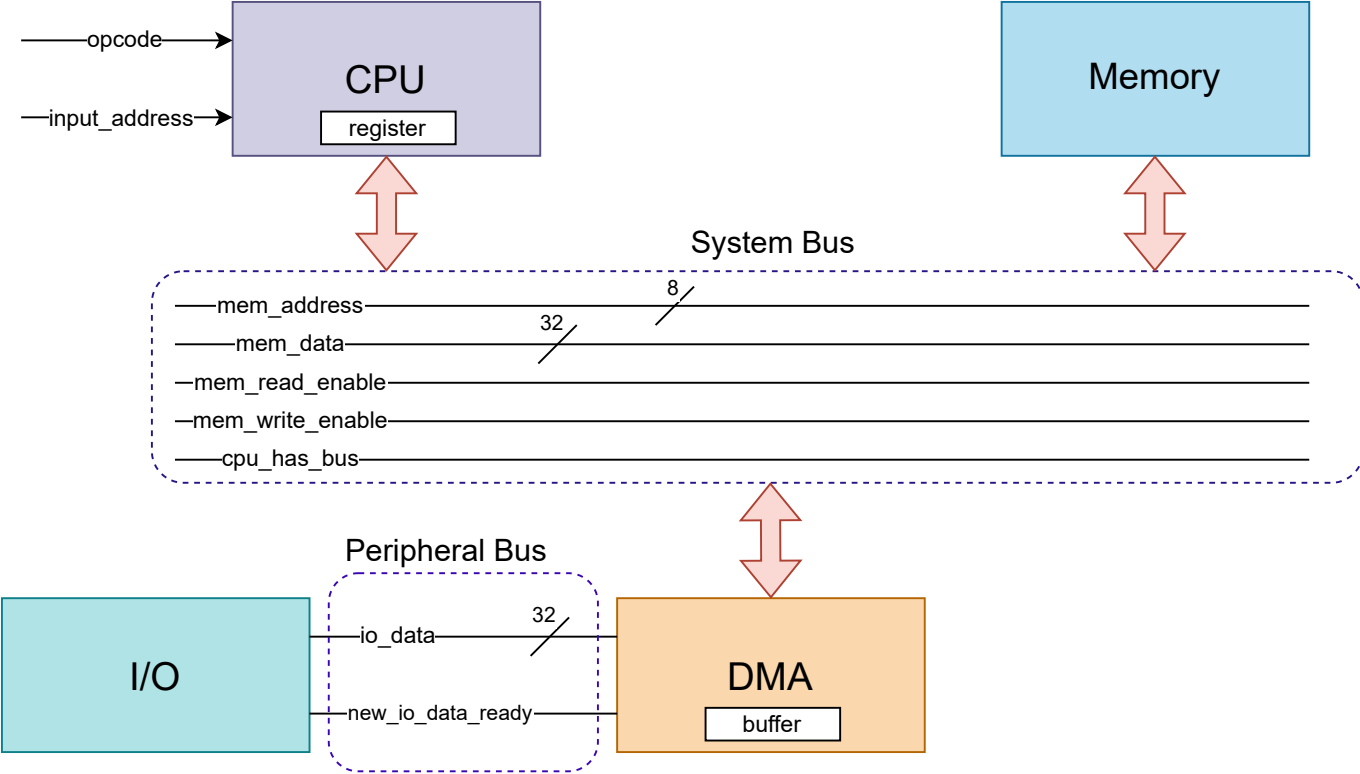 opcode
CPU
input_address
register
Memory
System Bus
8
mem_address
32
mem_data
mem_read_enable
mem_write_enable
cpu_has_bus
Peripheral Bus
32
io_data
I/O
DMA
new_io_data_ready
buffer